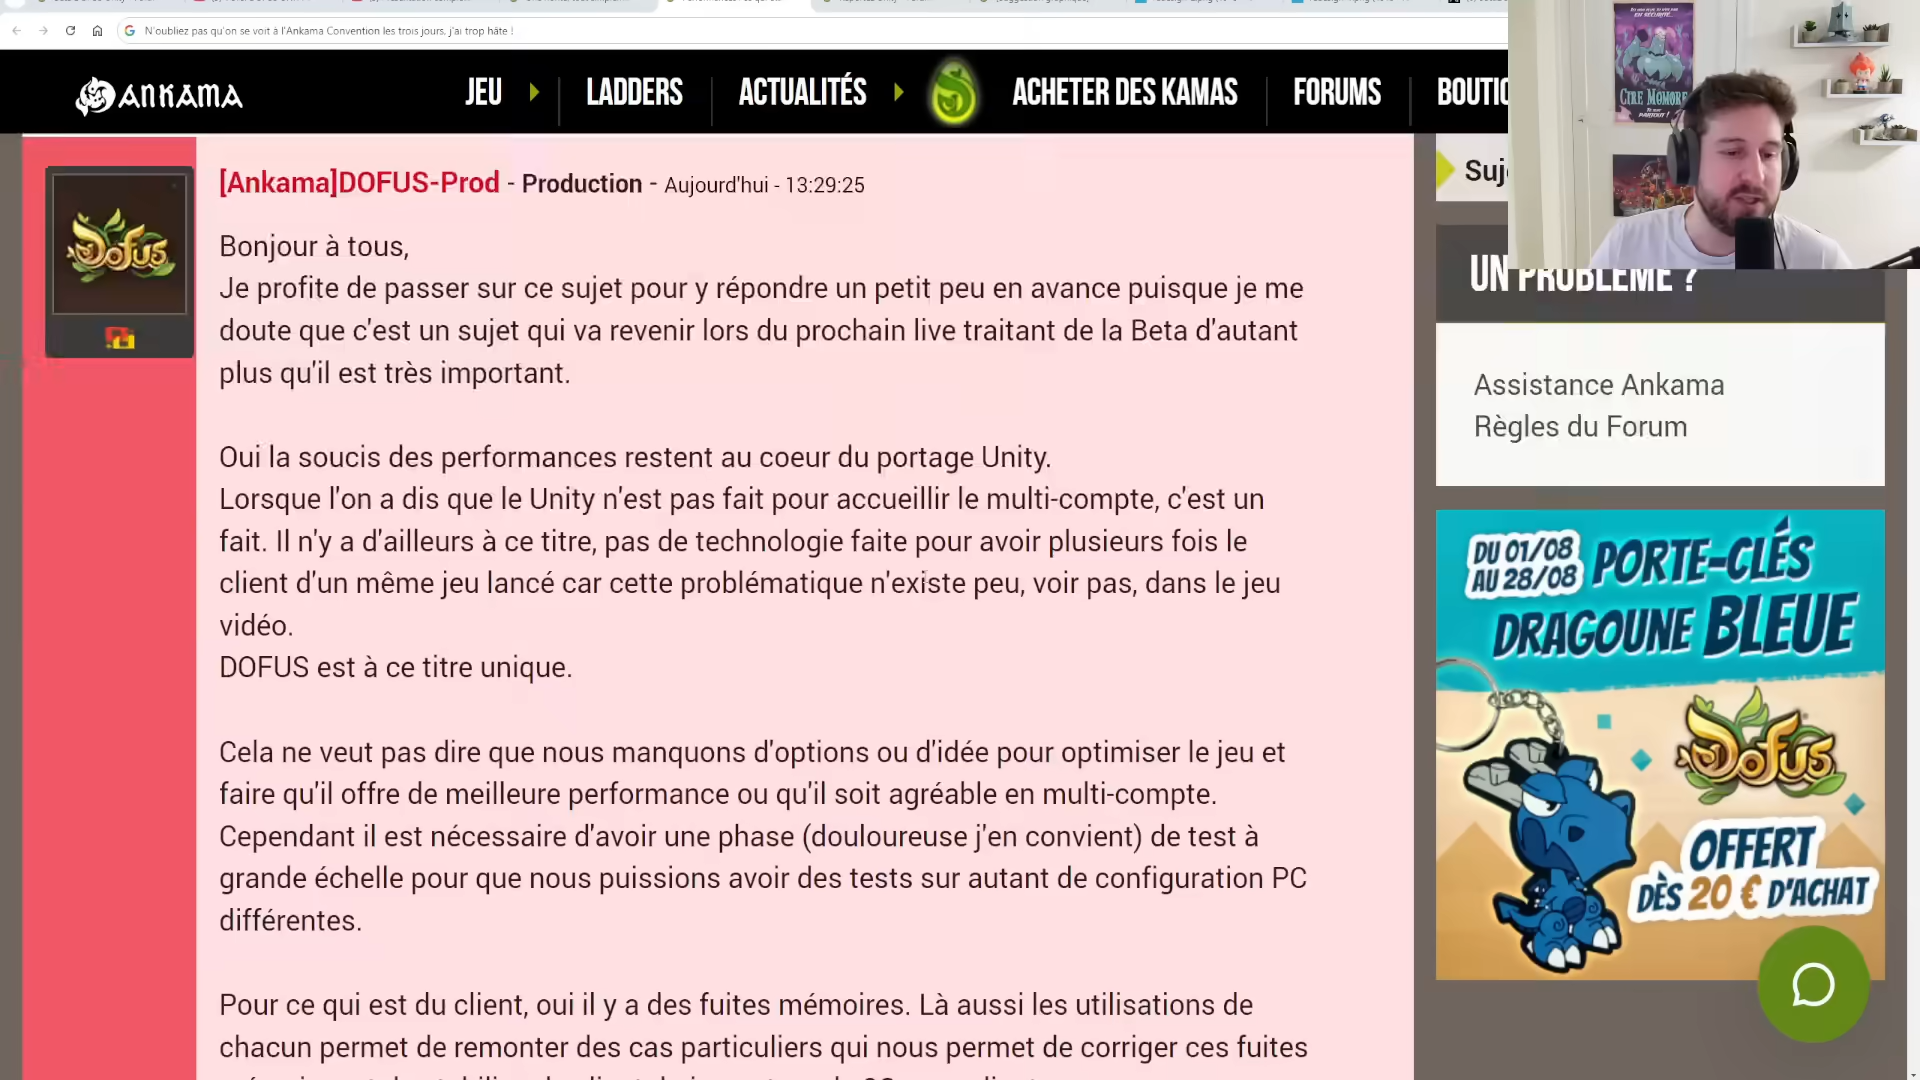 N'oubliez pas qu'on se voit à l'Ankama Convention les trois jours, j'ai trop hâte !
ANKAMA
JEU
LADDERS
ACTUALITÉS
ACHETER DES KAMAS
FORUMS
BOUTIQ
[Ankama]DOFUS-Prod - Production - Aujourd'hui - 13:29:25
Bonjour à tous,
Je profite de passer sur ce sujet pour y répondre un petit peu en avance puisque je me
doute que c'est un sujet qui va revenir lors du prochain live traitant de la Beta d'autant
plus qu'il est très important.
Oui la soucis des performances restent au coeur du portage Unity.
Lorsque l'on a dis que le Unity n'est pas fait pour accueillir le multi-compte, c'est un
fait. Il n'y a d'ailleurs à ce titre, pas de technologie faite pour avoir plusieurs fois le
client d'un même jeu lancé car cette problématique n'existe peu, voir pas, dans le jeu
vidéo.
DOFUS est à ce titre unique.
Cela ne veut pas dire que nous manquons d'options ou d'idée pour optimiser le jeu et
faire qu'il offre de meilleure performance ou qu'il soit agréable en multi-compte.
Cependant il est nécessaire d'avoir une phase (douloureuse j'en convient) de test à
grande échelle pour que nous puissions avoir des tests sur autant de configuration PC
différentes.
Pour ce qui est du client, oui il y a des fuites mémoires. Là aussi les utilisations de
chacun permet de remonter des cas particuliers qui nous permet de corriger ces fuites
DOFUS
Suj
UN PROBLÈME ?
Assistance Ankama
Règles du Forum
DU 01/08
AU 28/08
PORTE-CLÉS
DRAGOUNE BLEUE
DOFUS
OFFERT
DÈS 20 € D'ACHAT
CIRE MOMORE